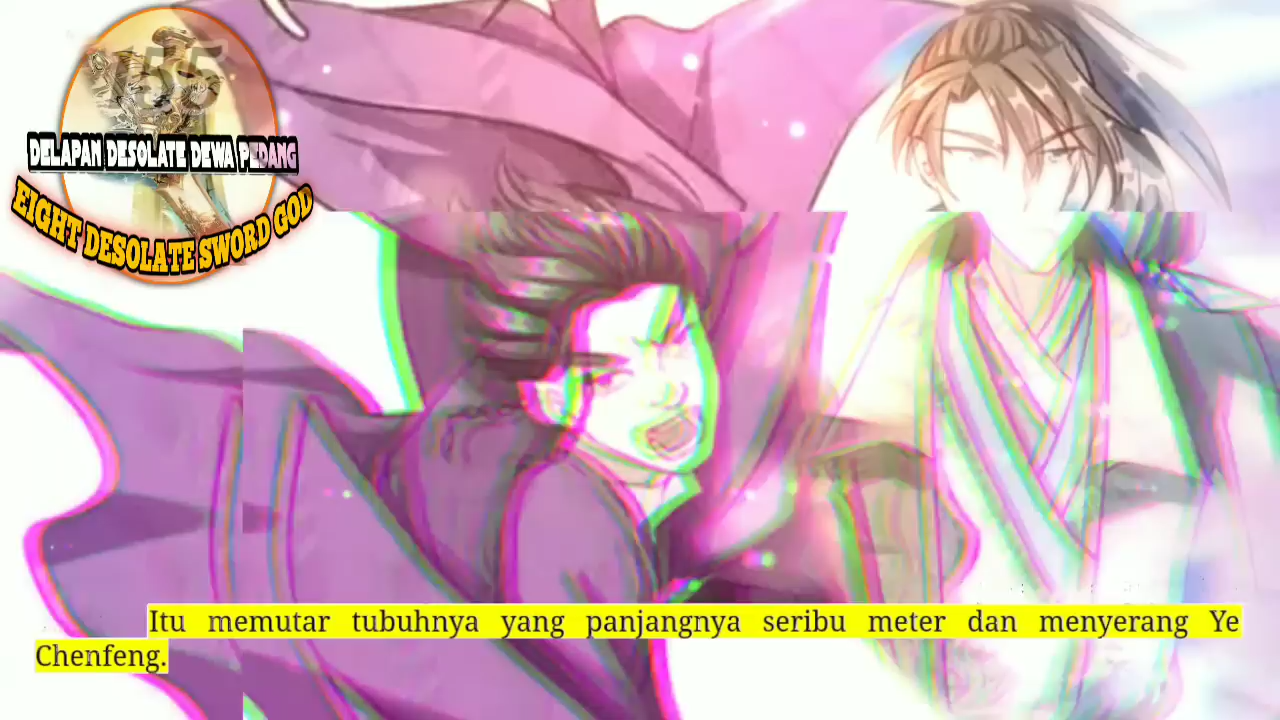 155
DELAPAN DESOLATE DEWA PEDANG
EIGHT DESOLATE SWORD GOD
Itu memutar tubuhnya yang panjangnya seribu meter dan menyerang Ye
Chenfeng.